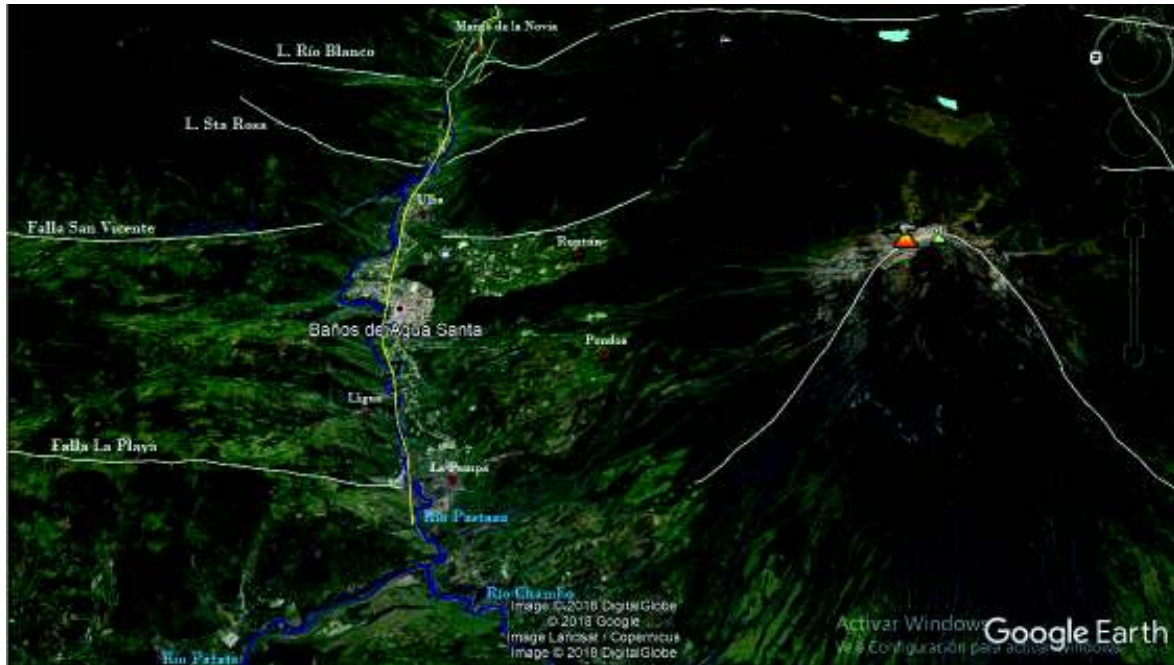 Manto de la Novia
L. Río Blanco
L. Sta Rosa
Ulba
Falla San Vicente
Runtún
Baños de Agua Santa
Pondoa
Ligua
Falla La Playa
La Pampa
Río Pastaza
Río Chambo
Image © 2018 DigitalGlobe
© 2018 Google
Image Landsat / Copernicus
Image © 2018 DigitalGlobe
Activar Windows
Ve a Configuración para activar Windows.
Google Earth
Río Patate